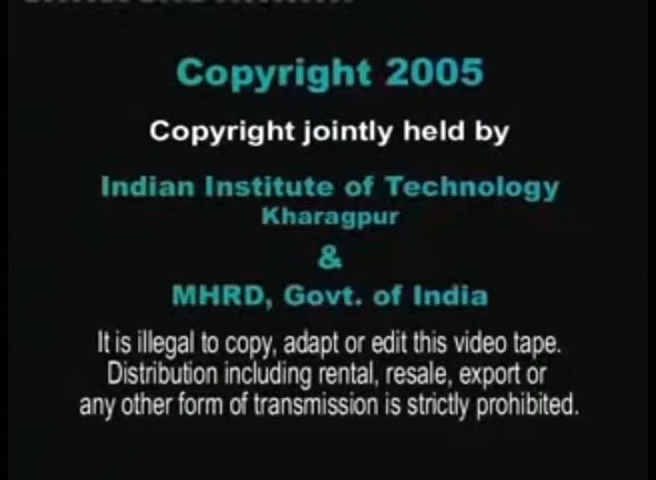 Copyright 2005
Copyright jointly held by
Indian Institute of Technology
Kharagpur
&
MHRD, Govt. of India
It is illegal to copy, adapt or edit this video tape.
Distribution including rental, resale, export or
any other form of transmission is strictly prohibited.